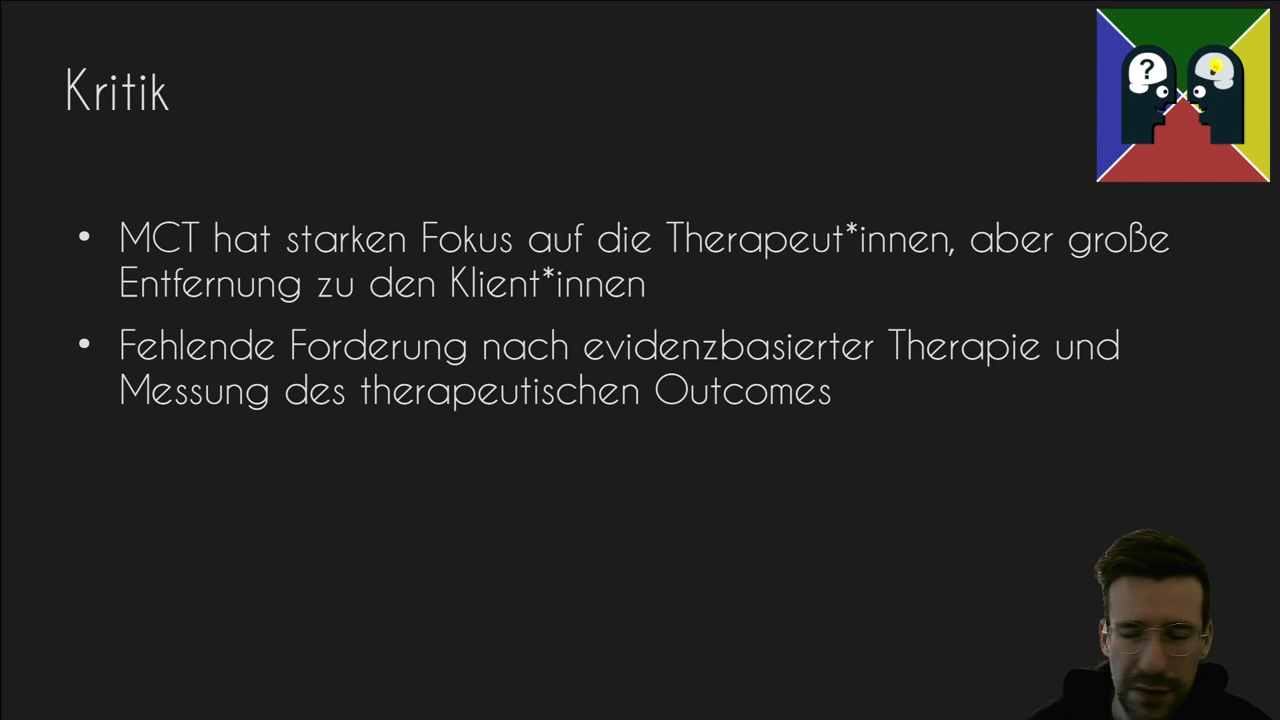 Kritik
?
• MCT hat starken Fokus auf die Therapeut*innen, aber große
Entfernung zu den Klient*innen
• Fehlende Forderung nach evidenzbasierter Therapie und
Messung des therapeutischen Outcomes